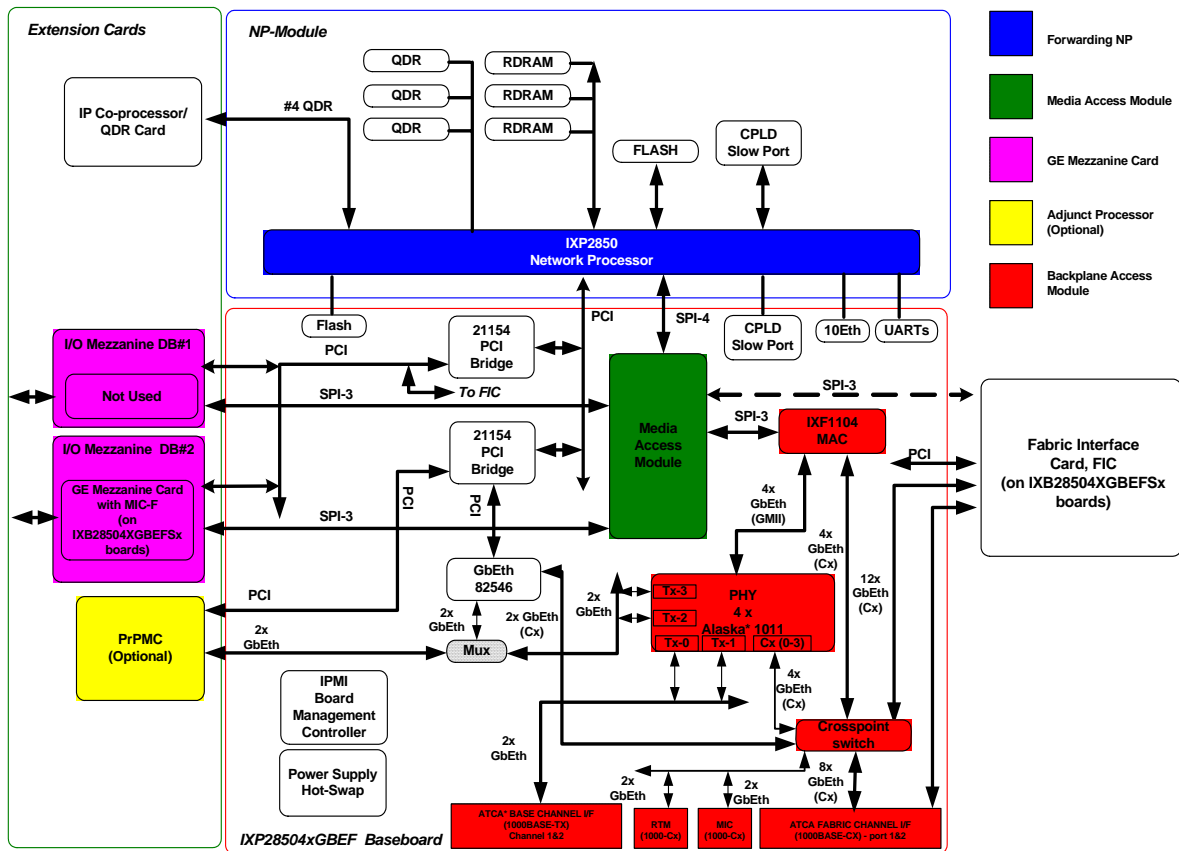 Extension Cards
IP Co-processor/
QDR Card
#4 QDR
NP-Module
QDR
QDR
QDR
RDRAM
RDRAM
RDRAM
FLASH
CPLD
Slow Port
IXP2850
Network Processor
Forwarding NP
Media Access Module
GE Mezzanine Card
Adjunct Processor
(Optional)
Backplane Access
Module
Flash
PCI
SPI-4
CPLD
Slow Port
10Eth
UARTs
I/O Mezzanine DB#1
Not Used
PCI
21154
PCI
Bridge
To FIC
SPI-3
I/O Mezzanine DB#2
GE Mezzanine Card
with MIC-F
(on
IXB28504XGBEFSx
boards)
21154
PCI
Bridge
PCI
PCI
SPI-3
Media
Access
Module
SPI-3
SPI-3
IXF1104
MAC
PCI
Fabric Interface
Card, FIC
(on IXB28504XGBEFSx
boards)
4x
GbEth
(GMII)
4x
GbEth
(Cx)
12x
GbEth
(Cx)
GbEth
82546
PCI
2x
GbEth
PrPMC
(Optional)
2x
GbEth
2x GbEth
(Cx)
Mux
2x
GbEth
Tx-3
Tx-2
PHY
4 x
Alaska* 1011
Tx-0
Tx-1
Cx (0-3)
4x
GbEth
(Cx)
IPMI
Board
Management
Controller
Power Supply
Hot-Swap
Crosspoint
switch
2x
GbEth
2x
GbEth
2x
GbEth
8x
GbEth
(Cx)
ATCA* BASE CHANNEL I/F
(1000BASE-TX)
Channel 1&2
RTM
(1000-Cx)
MIC
(1000-Cx)
ATCA FABRIC CHANNEL I/F
(1000BASE-CX) - port 1&2
IXP28504xGBEF Baseboard